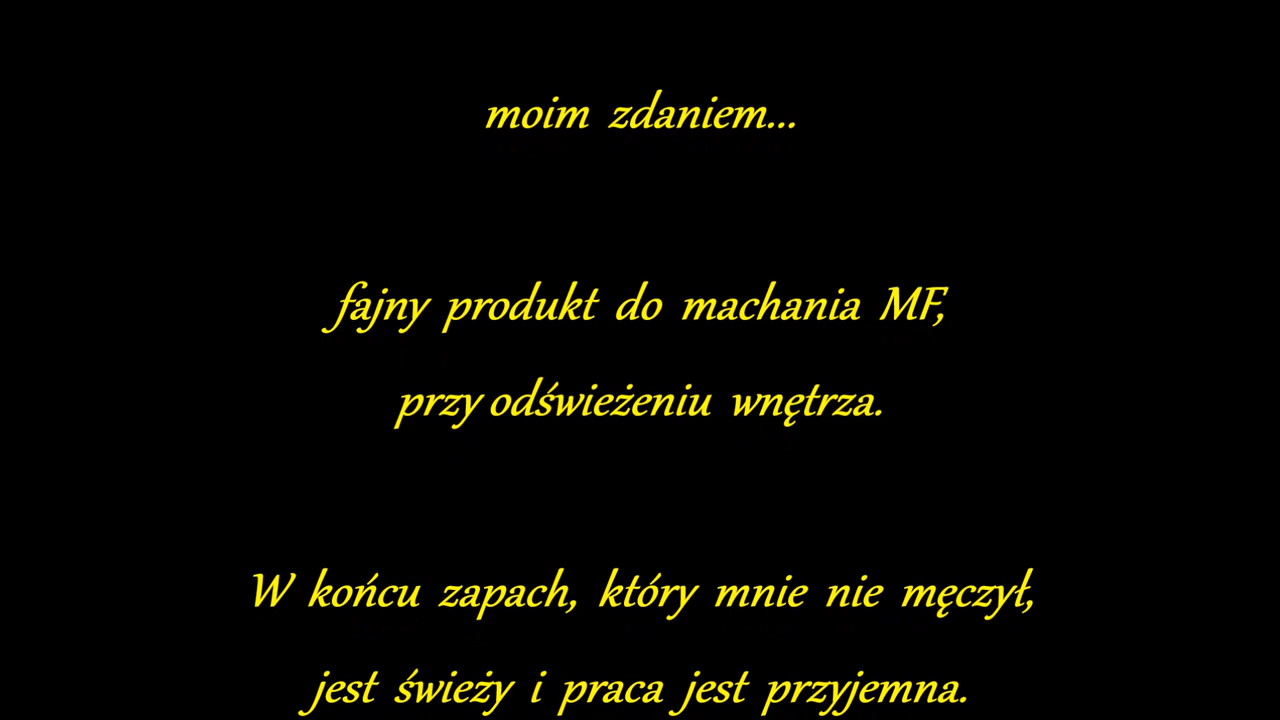 moim zdaniem...
fajny produkt do machania MF,
przy odświeżeniu wnętrza.
W końcu zapach, który mnie nie męczył,
jest świeży i praca jest przyjemna.